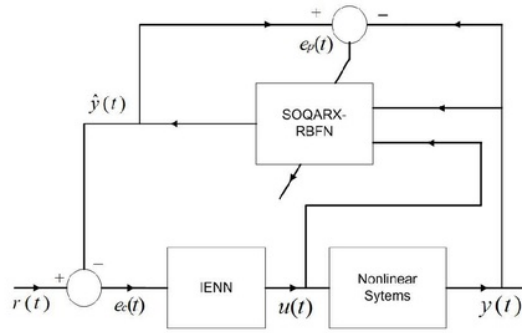 + −
e_p(t)
ŷ(t)
SOQARX-
RBFN
−
+
r(t) e_c(t) IENN u(t) Nonlinear
Sytems y(t)